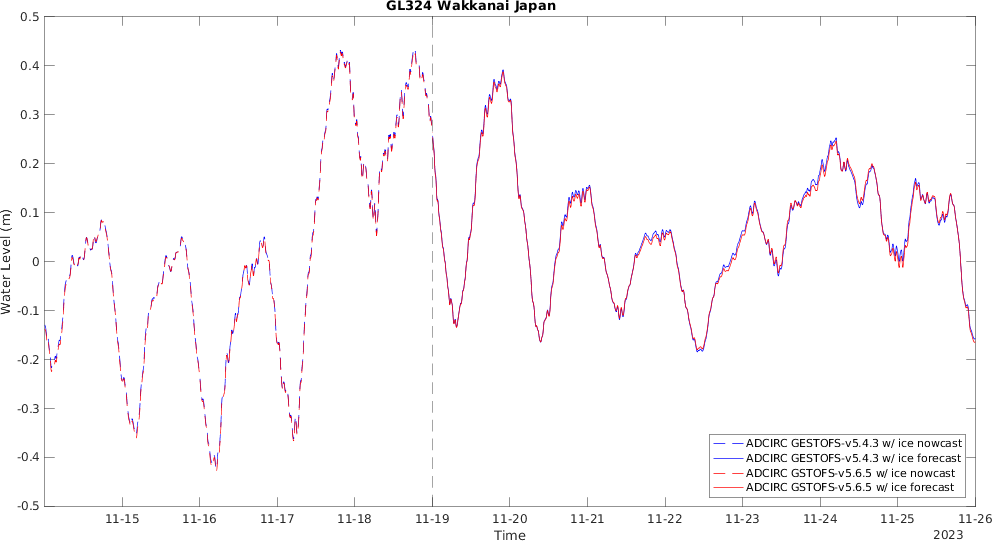 GL324 Wakkanai Japan
Water Level (m)
0.5
0.4
0.3
0.2
0.1
0
-0.1
-0.2
-0.3
-0.4
-0.5
ADCIRC GESTOFS-v5.4.3 w/ ice nowcast
ADCIRC GESTOFS-v5.4.3 w/ ice forecast
ADCIRC GSTOFS-v5.6.5 w/ ice nowcast
ADCIRC GSTOFS-v5.6.5 w/ ice forecast
11-15 11-16 11-17 11-18 11-19 11-20 11-21 11-22 11-23 11-24 11-25 11-26
Time
2023